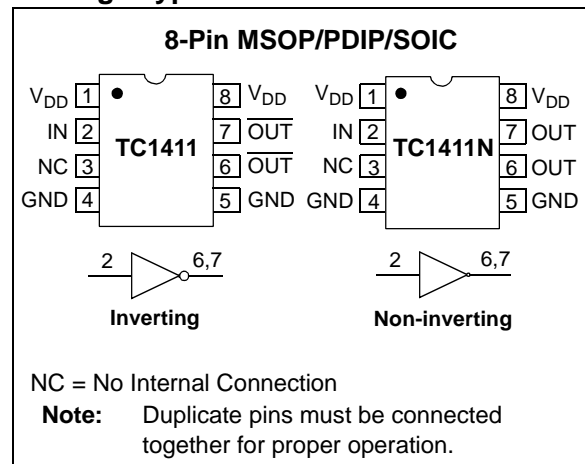 8-Pin MSOP/PDIP/SOIC
VDD 1 8 VDD VDD 1 8 VDD
IN 2 7 OUT IN 2 7 OUT
TC1411 TC1411N
NC 3 6 OUT NC 3 6 OUT
GND 4 5 GND GND 4 5 GND
2 6,7 2 6,7
Inverting Non-inverting
NC = No Internal Connection
Note: Duplicate pins must be connected
together for proper operation.